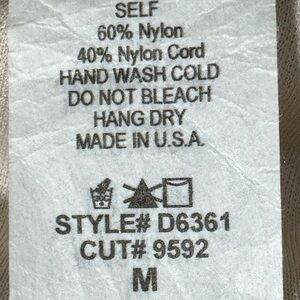 SELF
60% Nylon
40% Nylon Cord
HAND WASH COLD
DO NOT BLEACH
HANG DRY
MADE IN U.S.A.
STYLE# D6361
CUT# 9592
M